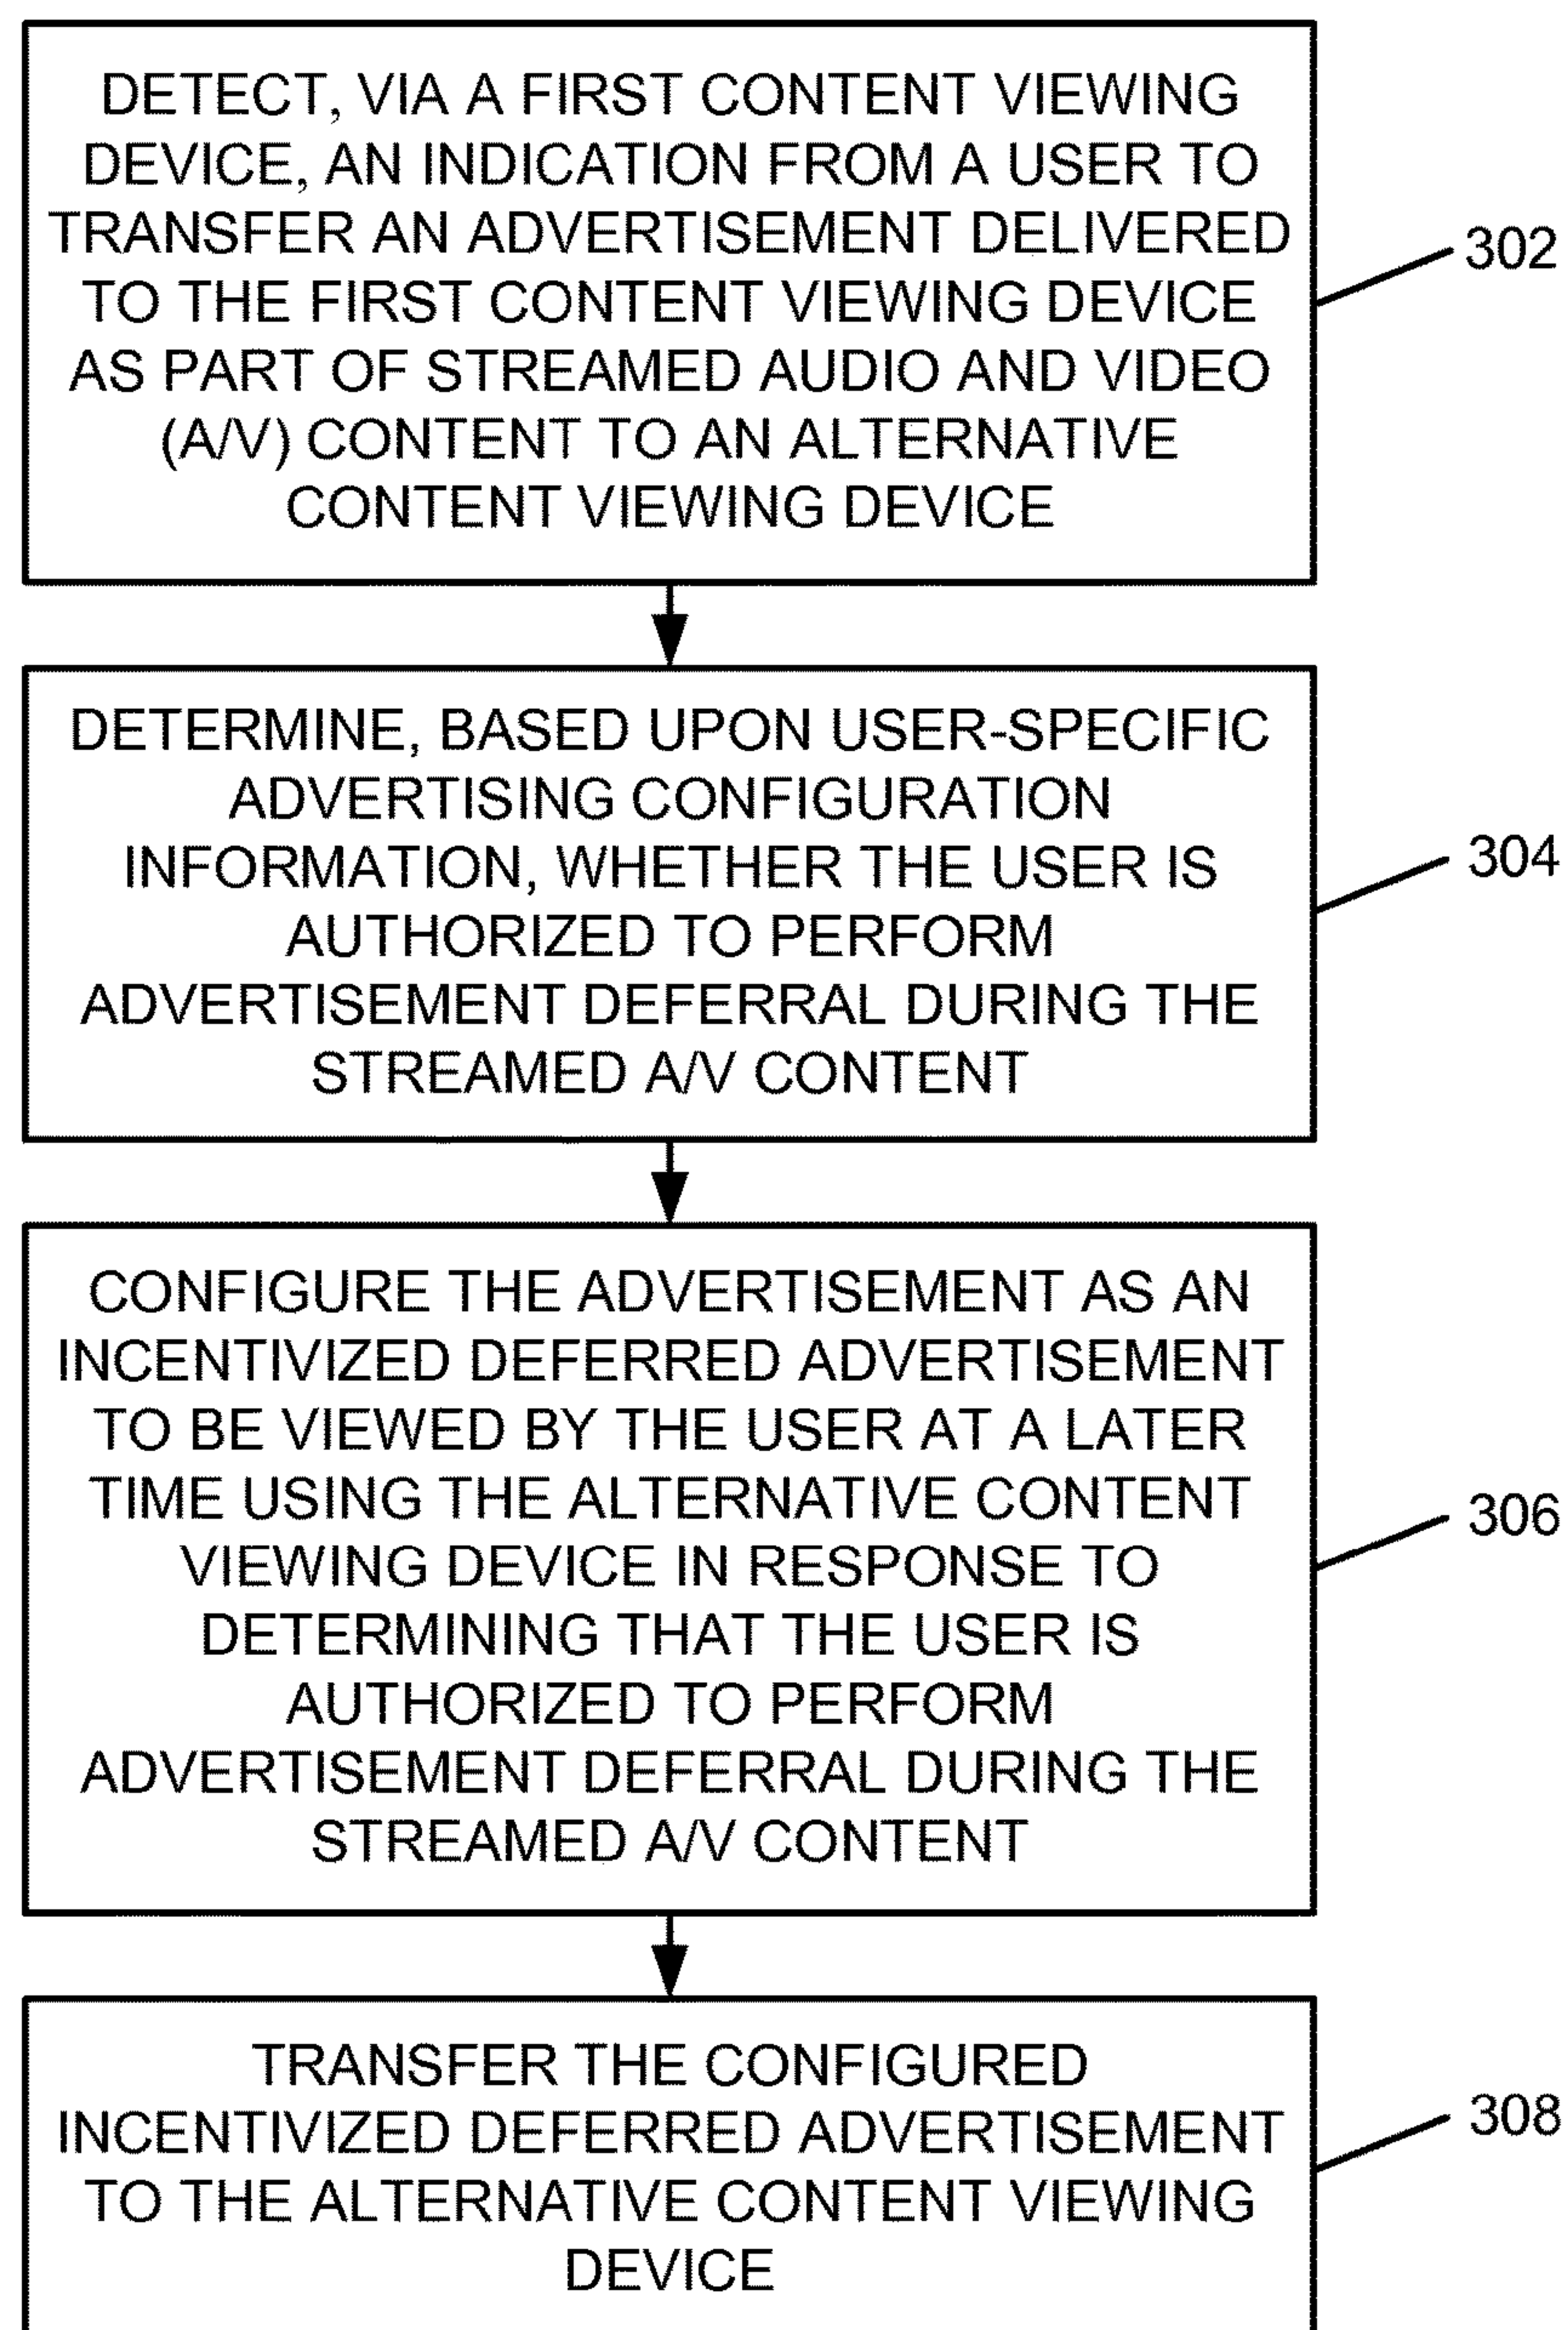 DETECT, VIA A FIRST CONTENT VIEWING
DEVICE, AN INDICATION FROM A USER TO
TRANSFER AN ADVERTISEMENT DELIVERED
TO THE FIRST CONTENT VIEWING DEVICE
AS PART OF STREAMED AUDIO AND VIDEO
(A/V) CONTENT TO AN ALTERNATIVE
CONTENT VIEWING DEVICE
302
DETERMINE, BASED UPON USER-SPECIFIC
ADVERTISING CONFIGURATION
INFORMATION, WHETHER THE USER IS
AUTHORIZED TO PERFORM
ADVERTISEMENT DEFERRAL DURING THE
STREAMED A/V CONTENT
304
CONFIGURE THE ADVERTISEMENT AS AN
INCENTIVIZED DEFERRED ADVERTISEMENT
TO BE VIEWED BY THE USER AT A LATER
TIME USING THE ALTERNATIVE CONTENT
VIEWING DEVICE IN RESPONSE TO
DETERMINING THAT THE USER IS
AUTHORIZED TO PERFORM
ADVERTISEMENT DEFERRAL DURING THE
STREAMED A/V CONTENT
306
TRANSFER THE CONFIGURED
INCENTIVIZED DEFERRED ADVERTISEMENT
TO THE ALTERNATIVE CONTENT VIEWING
DEVICE
308